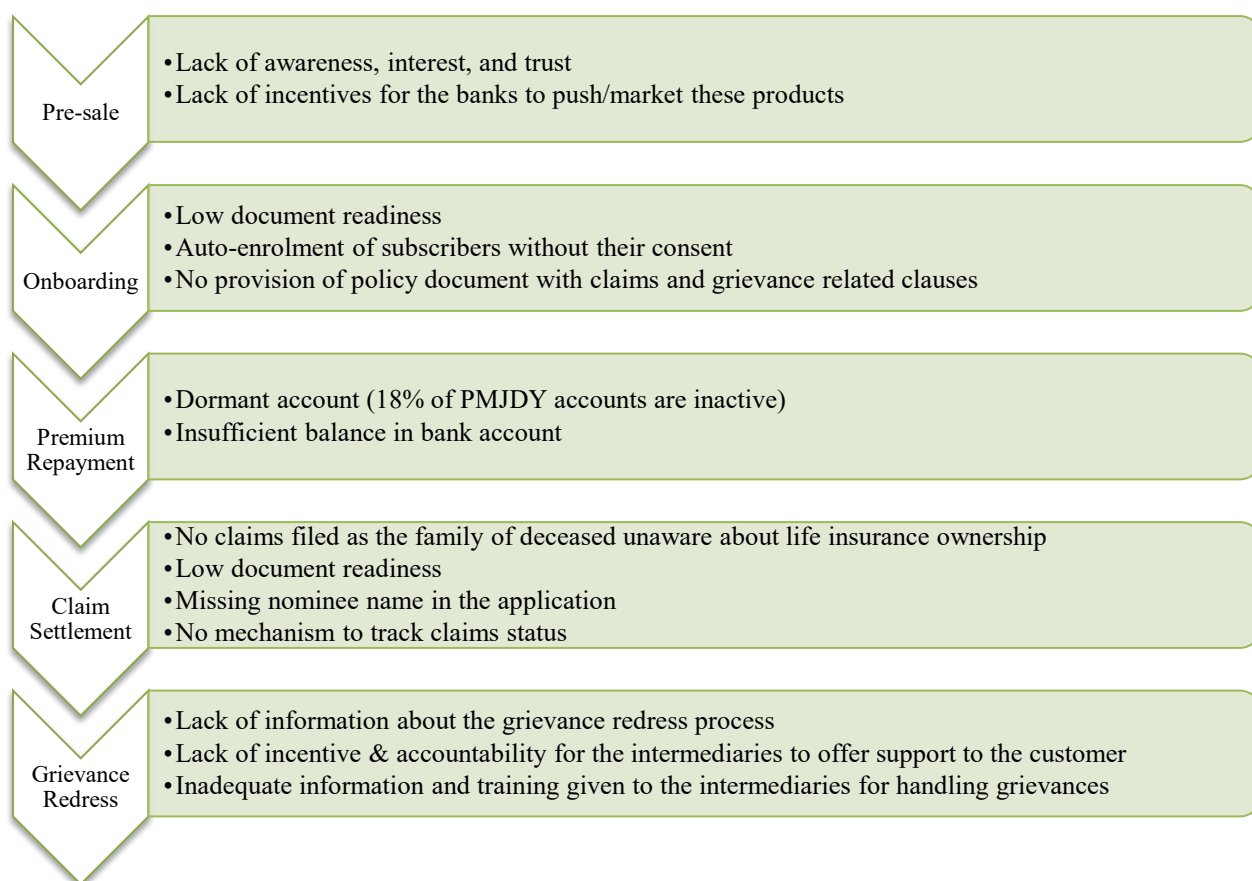 Pre-sale
•Lack of awareness, interest, and trust
•Lack of incentives for the banks to push/market these products
Onboarding
•Low document readiness
•Auto-enrolment of subscribers without their consent
•No provision of policy document with claims and grievance related clauses
Premium
Repayment
•Dormant account (18% of PMJDY accounts are inactive)
•Insufficient balance in bank account
Claim
Settlement
•No claims filed as the family of deceased unaware about life insurance ownership
•Low document readiness
•Missing nominee name in the application
•No mechanism to track claims status
Grievance
Redress
•Lack of information about the grievance redress process
•Lack of incentive & accountability for the intermediaries to offer support to the customer
•Inadequate information and training given to the intermediaries for handling grievances